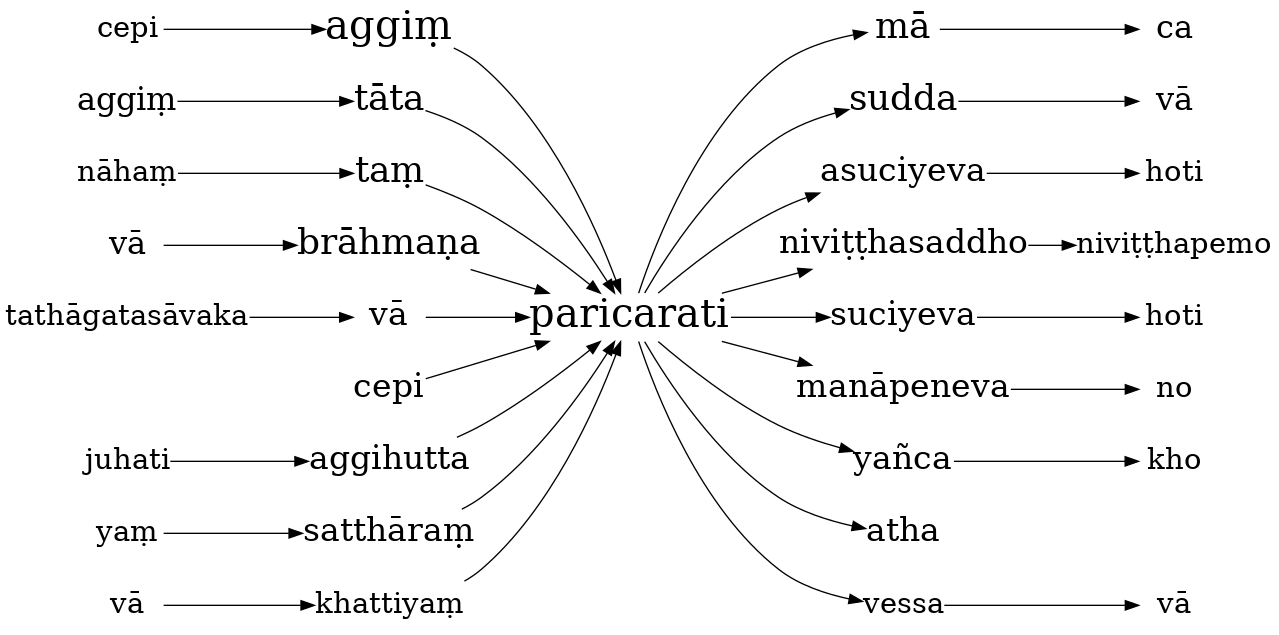 cepi aggiṃ mā ca
aggiṃ tāta sudda vā
nāhaṃ taṃ asuciyeva hoti
vā brāhmaṇa niviṭṭhasaddho niviṭṭhapemo
tathāgatasāvaka vā paricarati suciyeva hoti
cepi manāpeneva no
juhati aggihutta yañca kho
yaṃ satthāraṃ atha
vā khattiyaṃ vessa vā